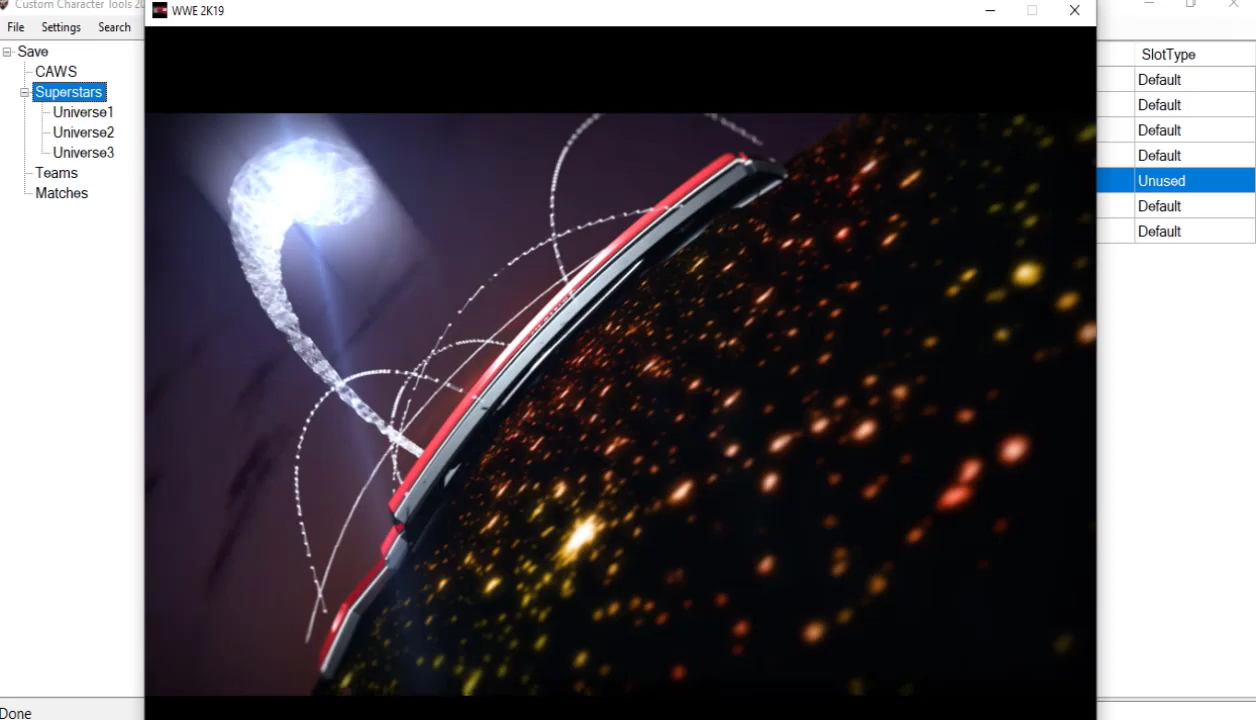 Custom Character Tools 20
WWE 2K19
File Settings Search
Save
CAWS
Superstars
Universe1
Universe2
Universe3
Teams
Matches
SlotType
Default
Default
Default
Default
Unused
Default
Default
Done